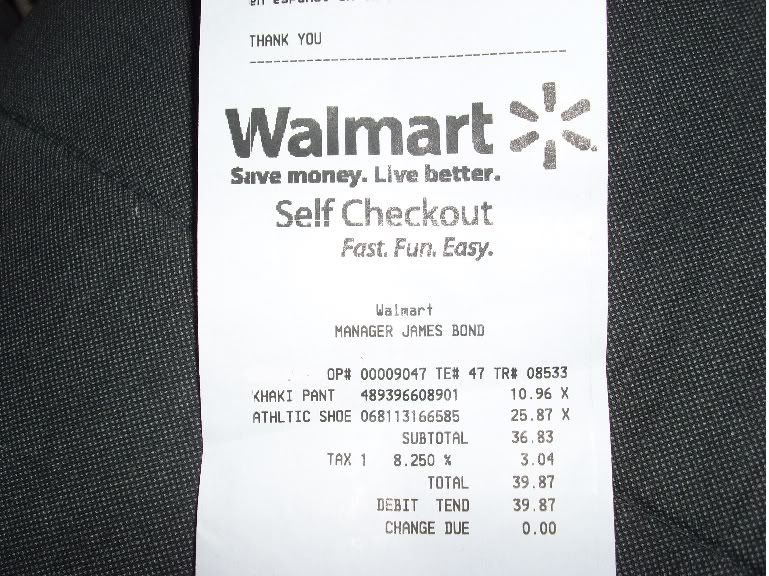 THANK YOU
Walmart
Save money. Live better.
Self Checkout
Fast. Fun. Easy.
Walmart
MANAGER JAMES BOND
OP# 00009047 TE# 47 TR# 08533
KHAKI PANT 489396608901 10.96 X
ATHLTIC SHOE 068113166585 25.87 X
SUBTOTAL 36.83
TAX 1 8.250 % 3.04
TOTAL 39.87
DEBIT TEND 39.87
CHANGE DUE 0.00